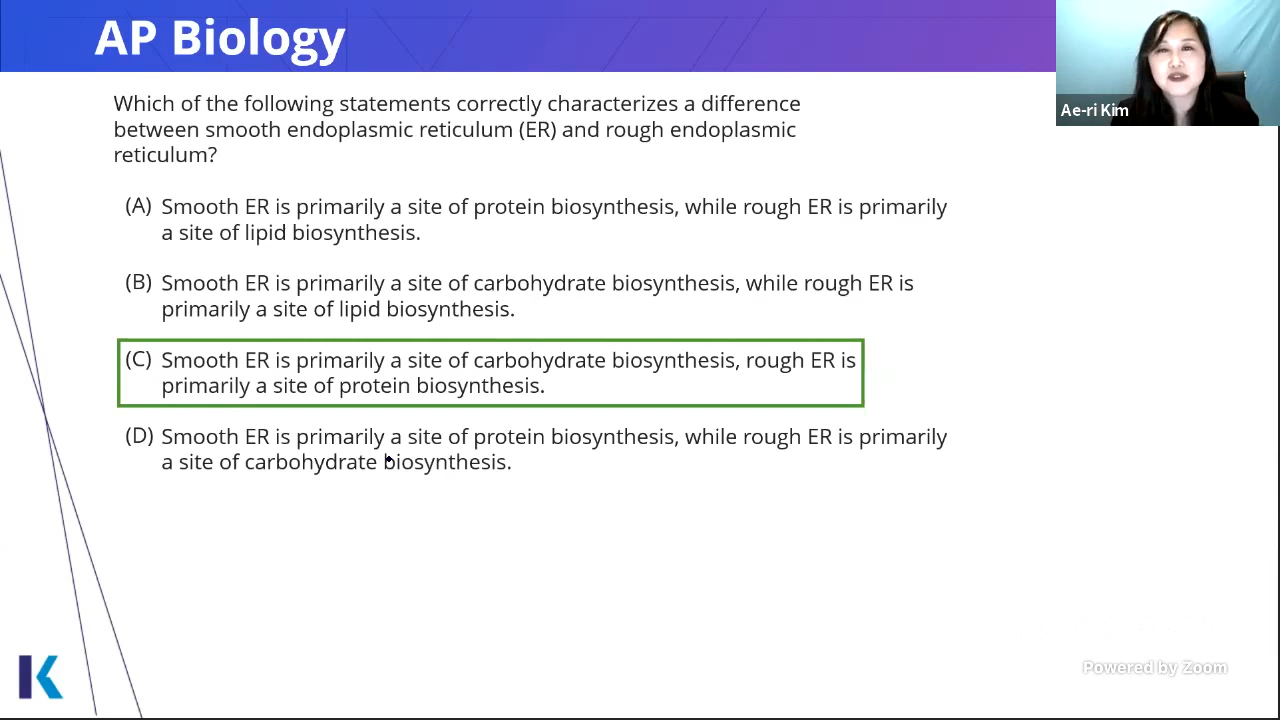 AP Biology
Ae-ri Kim
Which of the following statements correctly characterizes a difference
between smooth endoplasmic reticulum (ER) and rough endoplasmic
reticulum?
(A) Smooth ER is primarily a site of protein biosynthesis, while rough ER is primarily
a site of lipid biosynthesis.
(B) Smooth ER is primarily a site of carbohydrate biosynthesis, while rough ER is
primarily a site of lipid biosynthesis.
(C) Smooth ER is primarily a site of carbohydrate biosynthesis, rough ER is
primarily a site of protein biosynthesis.
(D) Smooth ER is primarily a site of protein biosynthesis, while rough ER is primarily
a site of carbohydrate biosynthesis.
K
Powered by Zoom